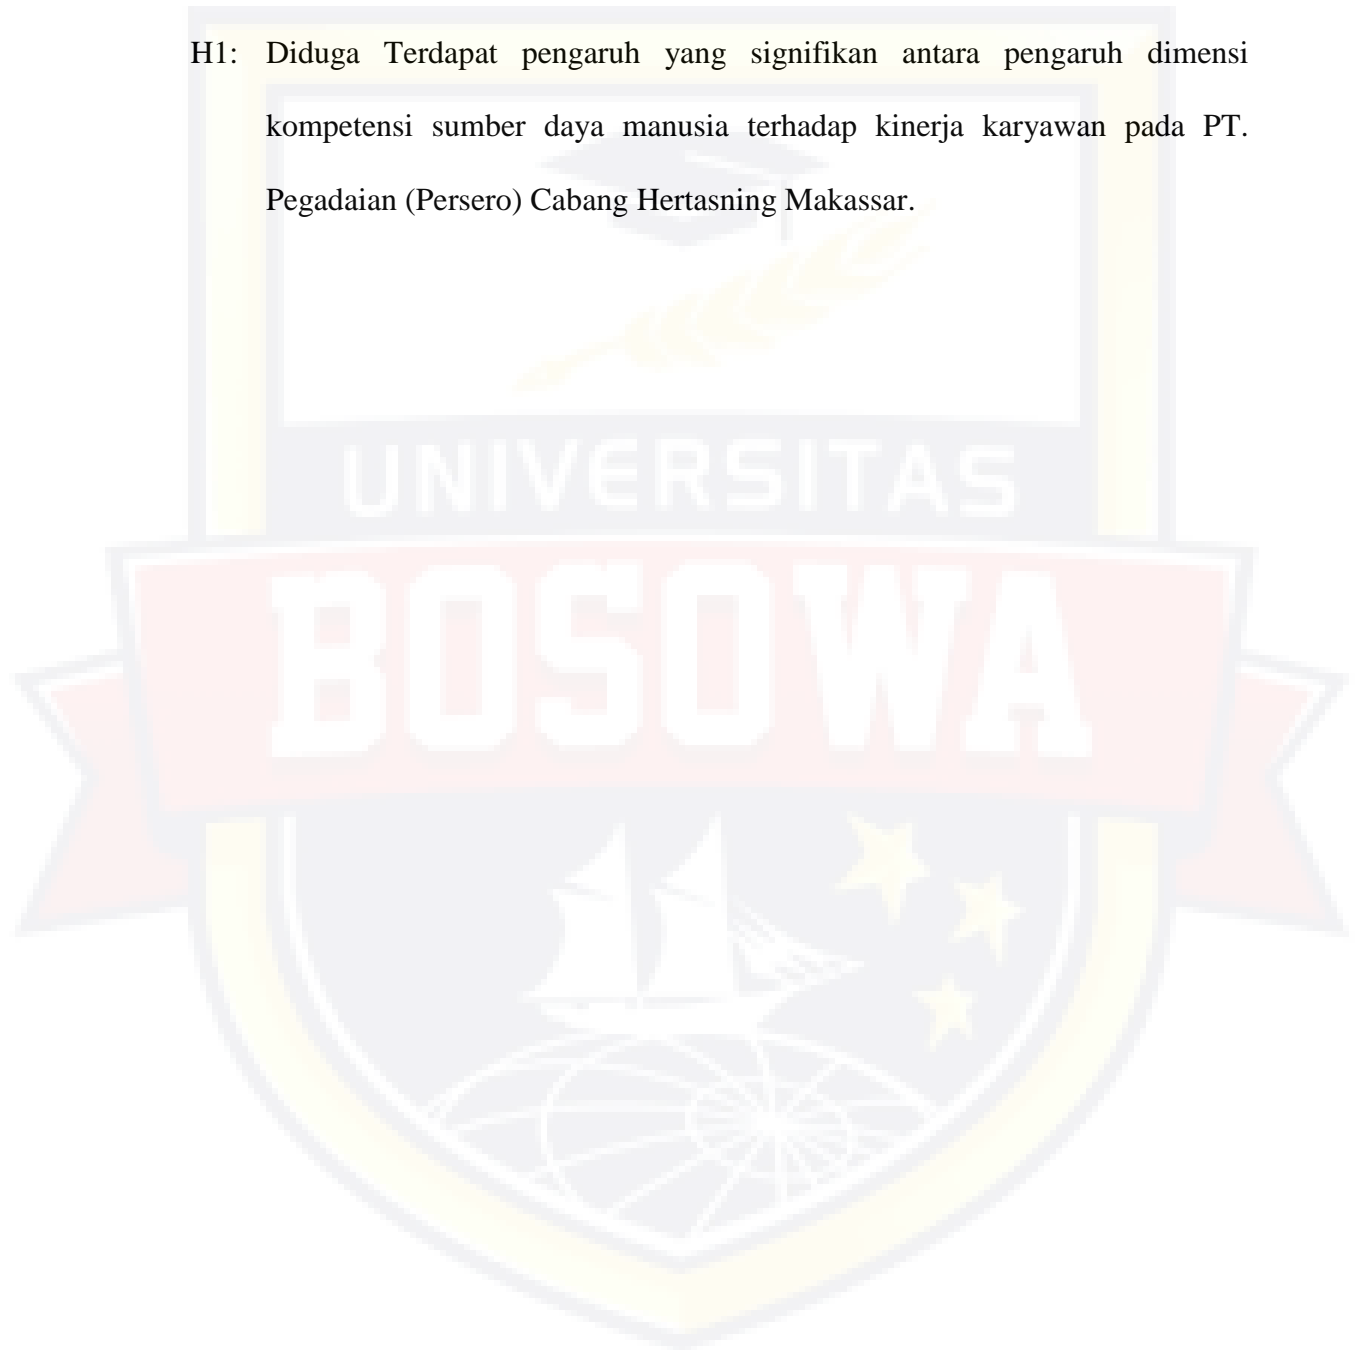 H1: Diduga Terdapat pengaruh yang signifikan antara pengaruh dimensi
kompetensi sumber daya manusia terhadap kinerja karyawan pada PT.
Pegadaian (Persero) Cabang Hertasning Makassar.
UNIVERSITAS
BOSOWA